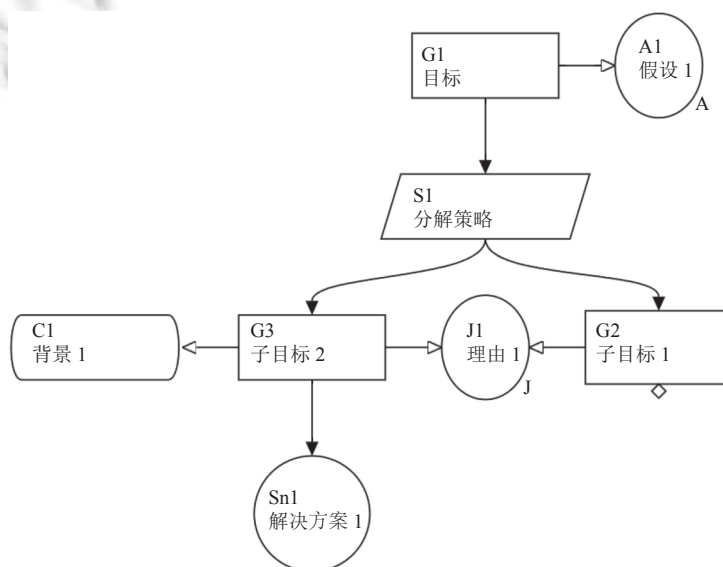 G1
目标
A1
假设 1
A
S1
分解策略
C1
背景 1
G3
子目标 2
J1
理由 1
J
G2
子目标 1
Sn1
解决方案 1